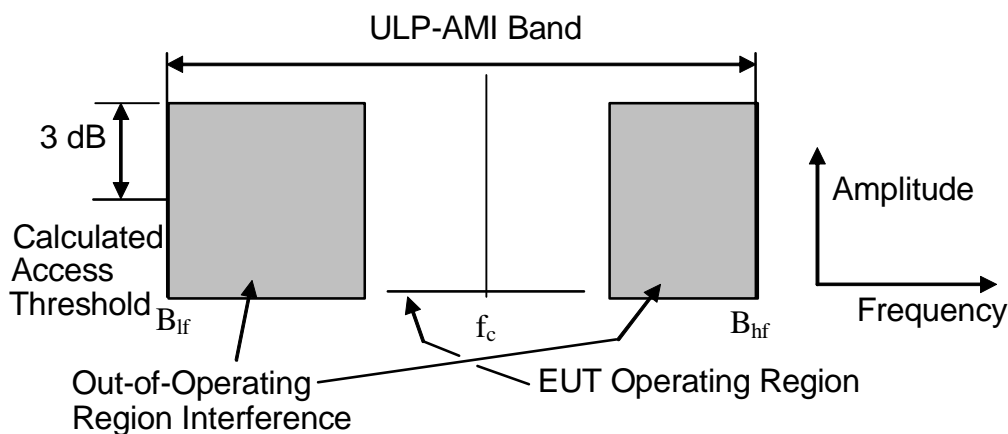 ULP-AMI Band
3 dB
Amplitude
Calculated
Access
Threshold
Frequency
Blf
fc
Bhf
Out-of-Operating
Region Interference
EUT Operating Region